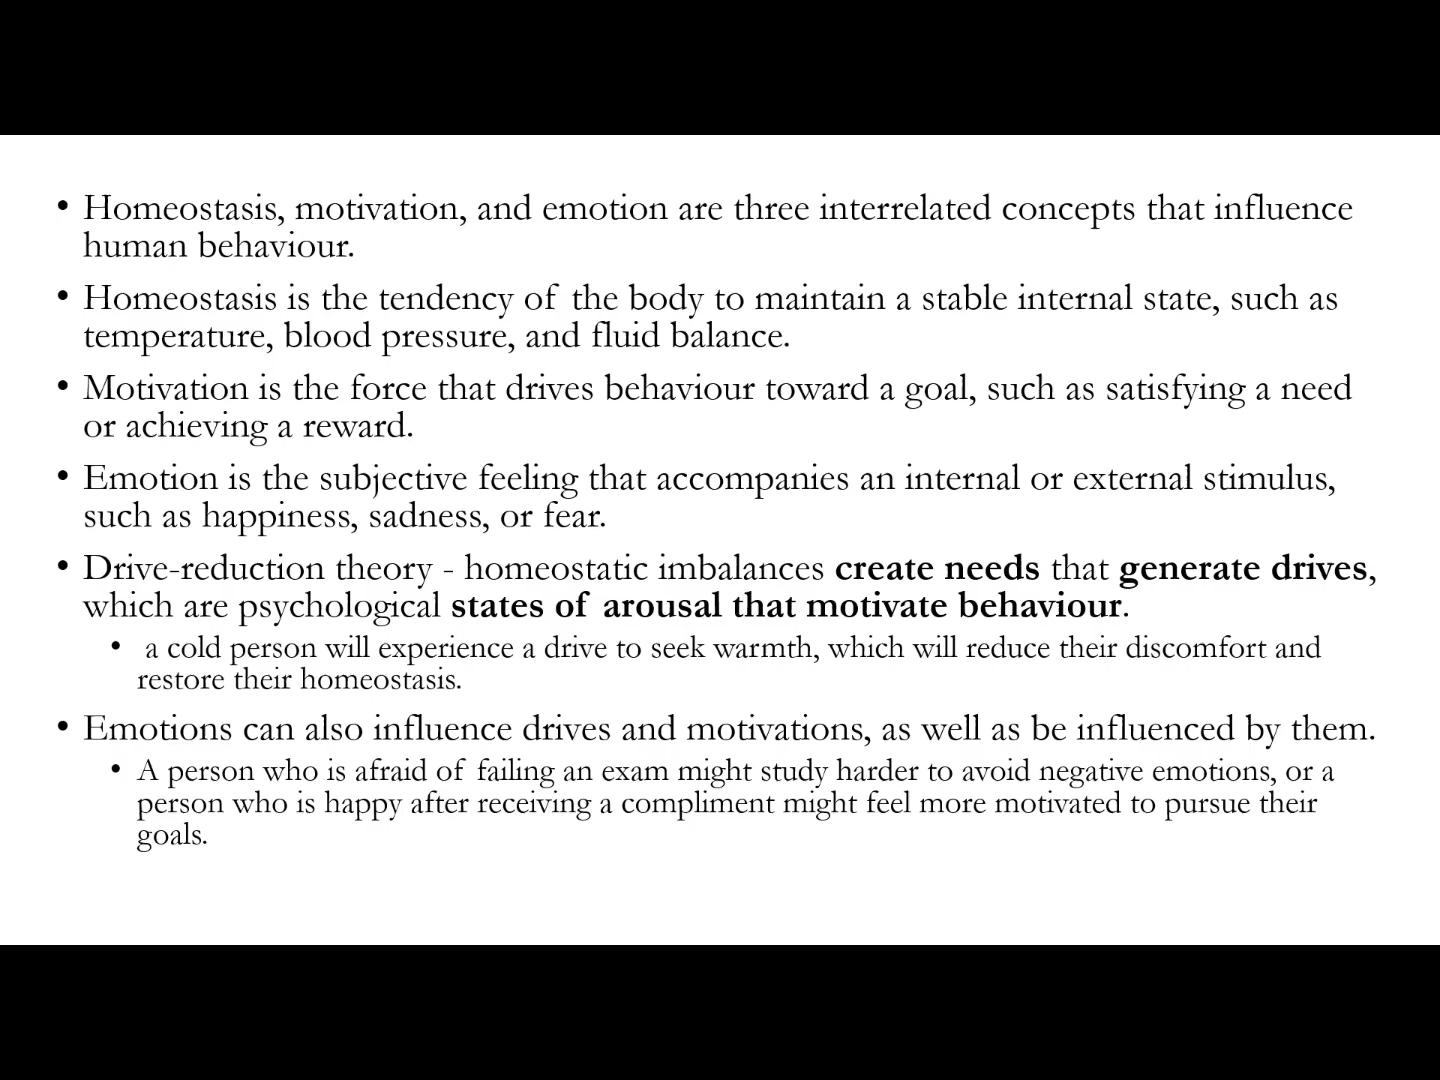 • Homeostasis, motivation, and emotion are three interrelated concepts that influence
human behaviour.
• Homeostasis is the tendency of the body to maintain a stable internal state, such as
temperature, blood pressure, and fluid balance.
• Motivation is the force that drives behaviour toward a goal, such as satisfying a need
or achieving a reward.
• Emotion is the subjective feeling that accompanies an internal or external stimulus,
such as happiness, sadness, or fear.
• Drive-reduction theory - homeostatic imbalances create needs that generate drives,
which are psychological states of arousal that motivate behaviour.
• a cold person will experience a drive to seek warmth, which will reduce their discomfort and
restore their homeostasis.
• Emotions can also influence drives and motivations, as well as be influenced by them.
• A person who is afraid of failing an exam might study harder to avoid negative emotions, or a
person who is happy after receiving a compliment might feel more motivated to pursue their
goals.